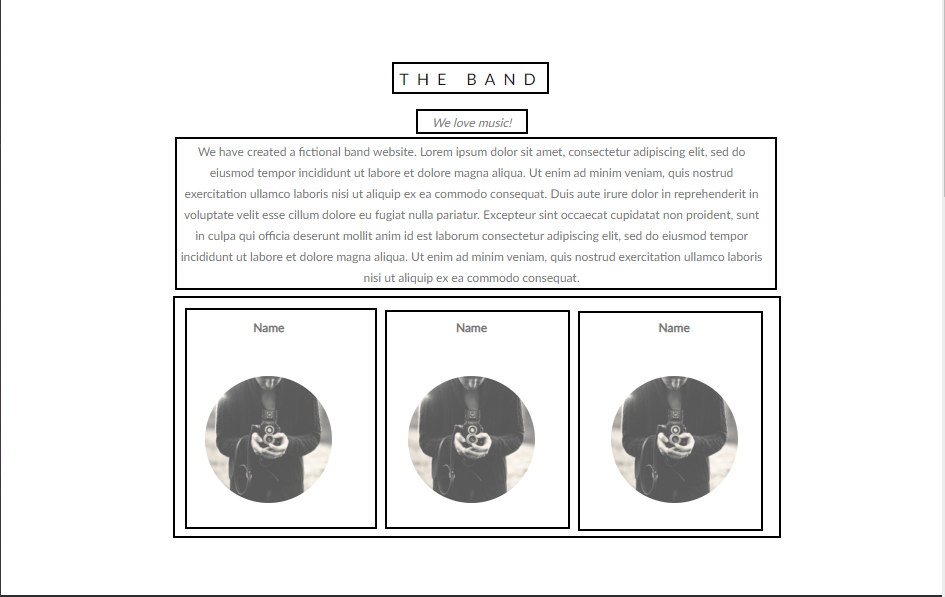 THE BAND
We love music!
We have created a fictional band website. Lorem ipsum dolor sit amet, consectetur adipiscing elit, sed do
eiusmod tempor incididunt ut labore et dolore magna aliqua. Ut enim ad minim veniam, quis nostrud
exercitation ullamco laboris nisi ut aliquip ex ea commodo consequat. Duis aute irure dolor in reprehenderit in
voluptate velit esse cillum dolore eu fugiat nulla pariatur. Excepteur sint occaecat cupidatat non proident, sunt
in culpa qui officia deserunt mollit anim id est laborum consectetur adipiscing elit, sed do eiusmod tempor
incididunt ut labore et dolore magna aliqua. Ut enim ad minim veniam, quis nostrud exercitation ullamco laboris
nisi ut aliquip ex ea commodo consequat.
Name
Name
Name